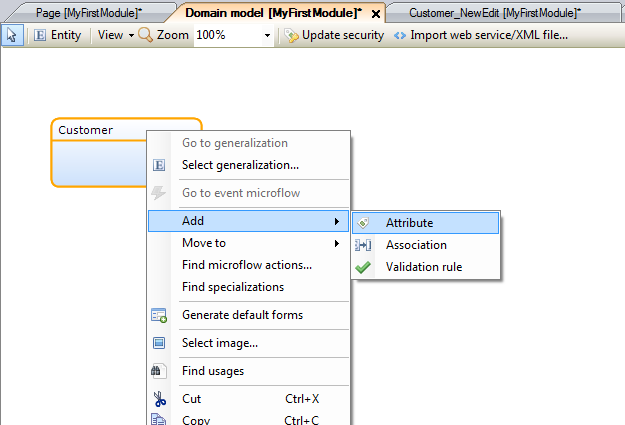 Page [MyFirstModule]* Domain model [MyFirstModule]* Customer_NewEdit [MyFirstModule]*
Entity View Zoom 100% Update security Import web service/XML file...
Customer
Go to generalization
Select generalization...
Go to event microflow
Add Attribute
Move to Association
Find microflow actions... Validation rule
Find specializations
Generate default forms
Select image...
Find usages
Cut Ctrl+X
Copy Ctrl+C